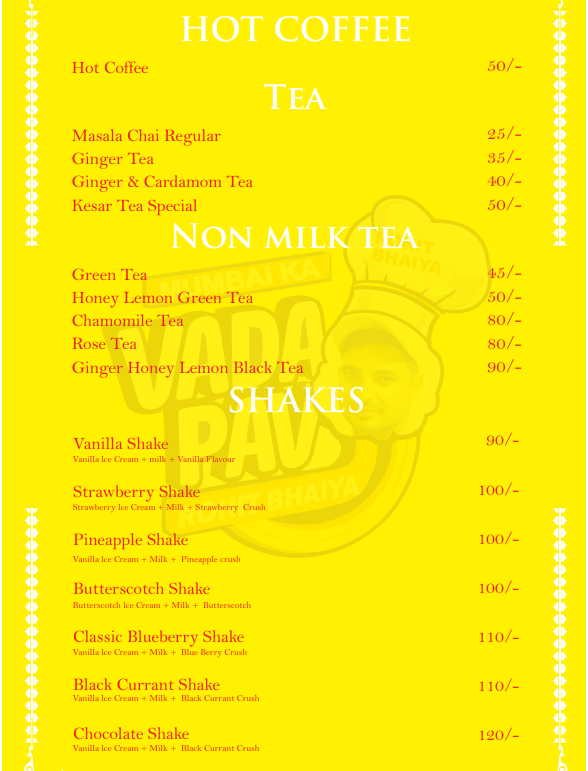 HOT COFFEE
Hot Coffee 50/-
TEA
Masala Chai Regular 25/-
Ginger Tea 35/-
Ginger & Cardamom Tea 40/-
Kesar Tea Special 50/-
NON MILK TEA
BHAIYA
MUMBAI KA
Green Tea 45/-
Honey Lemon Green Tea 50/-
Chamomile Tea 80/-
VADA
Rose Tea 80/-
Ginger Honey Lemon Black Tea 90/-
SHAKES
PAV
Vanilla Shake 90/-
Vanilla Ice Cream + milk + Vanilla Flavour
Strawberry Shake 100/-
ROHIT BHAIYA
Strawberry Ice Cream + Milk + Strawberry Crush
Pineapple Shake 100/-
Vanilla Ice Cream + Milk + Pineapple crush
Butterscotch Shake 100/-
Butterscotch Ice Cream + Milk + Butterscotch
Classic Blueberry Shake 110/-
Vanilla Ice Cream + Milk + Blue Berry Crush
Black Currant Shake 110/-
Vanilla Ice Cream + Milk + Black Currant Crush
Chocolate Shake 120/-
Vanilla Ice Cream + Milk + Black Currant Crush